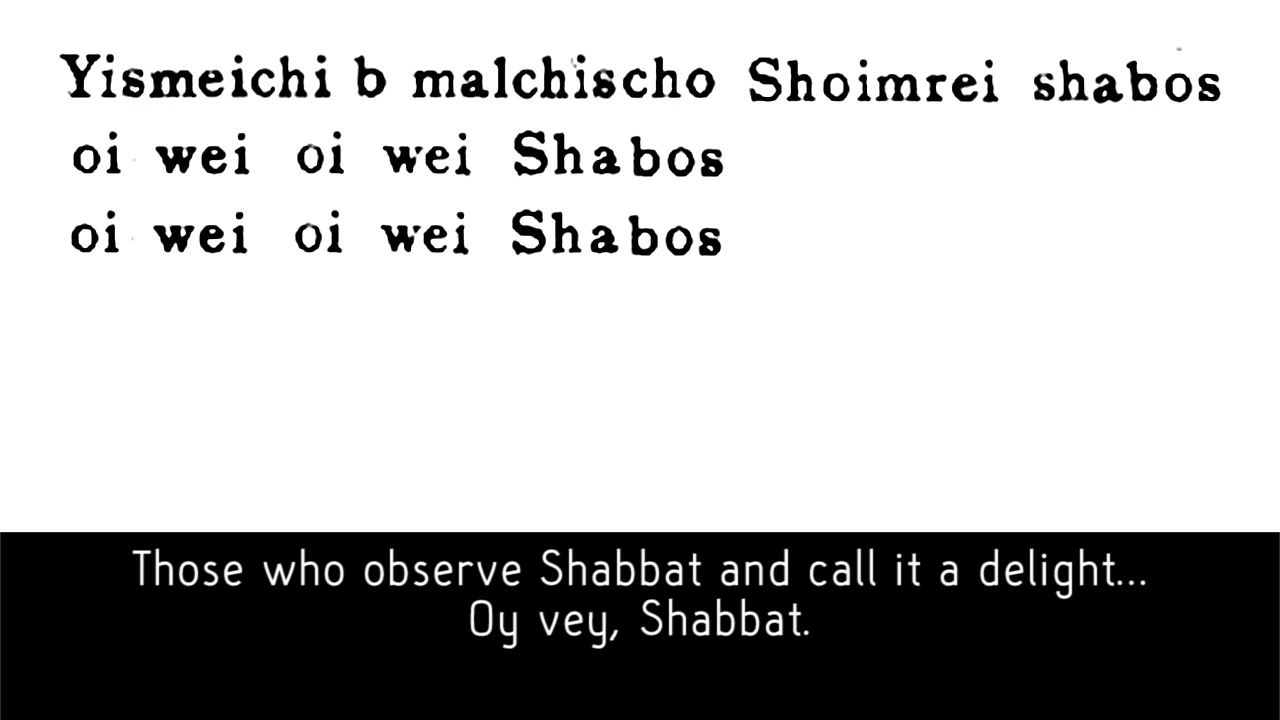 Yismeichi b malchischo Shoimrei shabos
oi wei oi wei Shabos
oi wei oi wei Shabos
Those who observe Shabbat and call it a delight...
Oy vey, Shabbat.